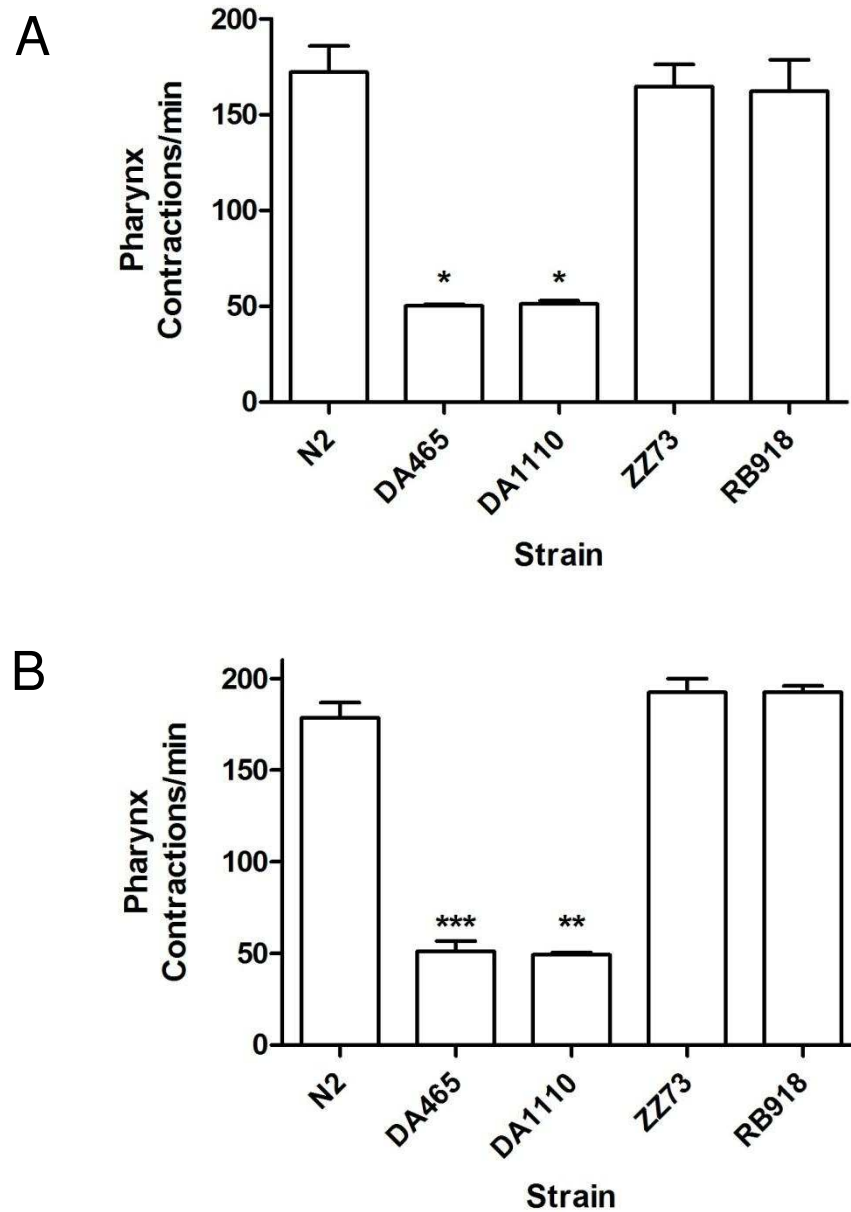 A
Pharynx
Contractions/min
200
150
100
50
0
* *
N2 DA465 DA1110 ZZ73 RB918
Strain
B
Pharynx
Contractions/min
200
150
100
50
0
*** **
N2 DA465 DA1110 ZZ73 RB918
Strain